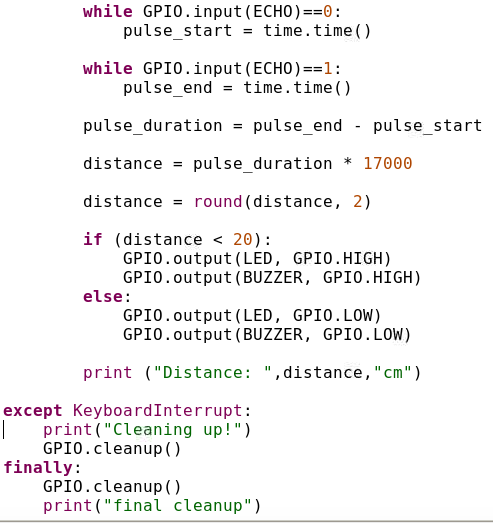 while GPIO.input(ECHO)==0:
            pulse_start = time.time()

        while GPIO.input(ECHO)==1:
            pulse_end = time.time()

        pulse_duration = pulse_end - pulse_start

        distance = pulse_duration * 17000

        distance = round(distance, 2)

        if (distance < 20):
            GPIO.output(LED, GPIO.HIGH)
            GPIO.output(BUZZER, GPIO.HIGH)
        else:
            GPIO.output(LED, GPIO.LOW)
            GPIO.output(BUZZER, GPIO.LOW)

        print ("Distance: ",distance,"cm")

except KeyboardInterrupt:
    print("Cleaning up!")
    GPIO.cleanup()
finally:
    GPIO.cleanup()
    print("final cleanup")